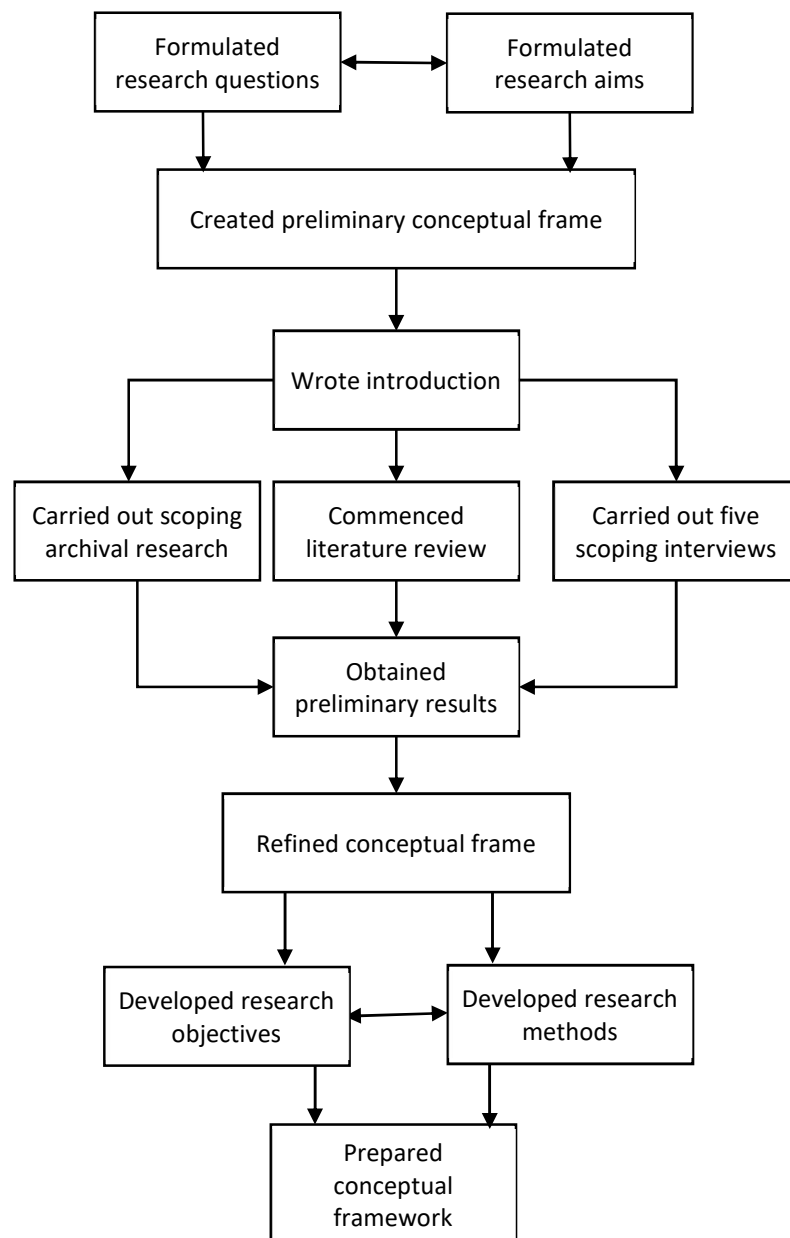 Formulated
research questions
Formulated
research aims
Created preliminary conceptual frame
Wrote introduction
Carried out scoping
archival research
Commenced
literature review
Carried out five
scoping interviews
Obtained
preliminary results
Refined conceptual frame
Developed research
objectives
Developed research
methods
Prepared
conceptual
framework